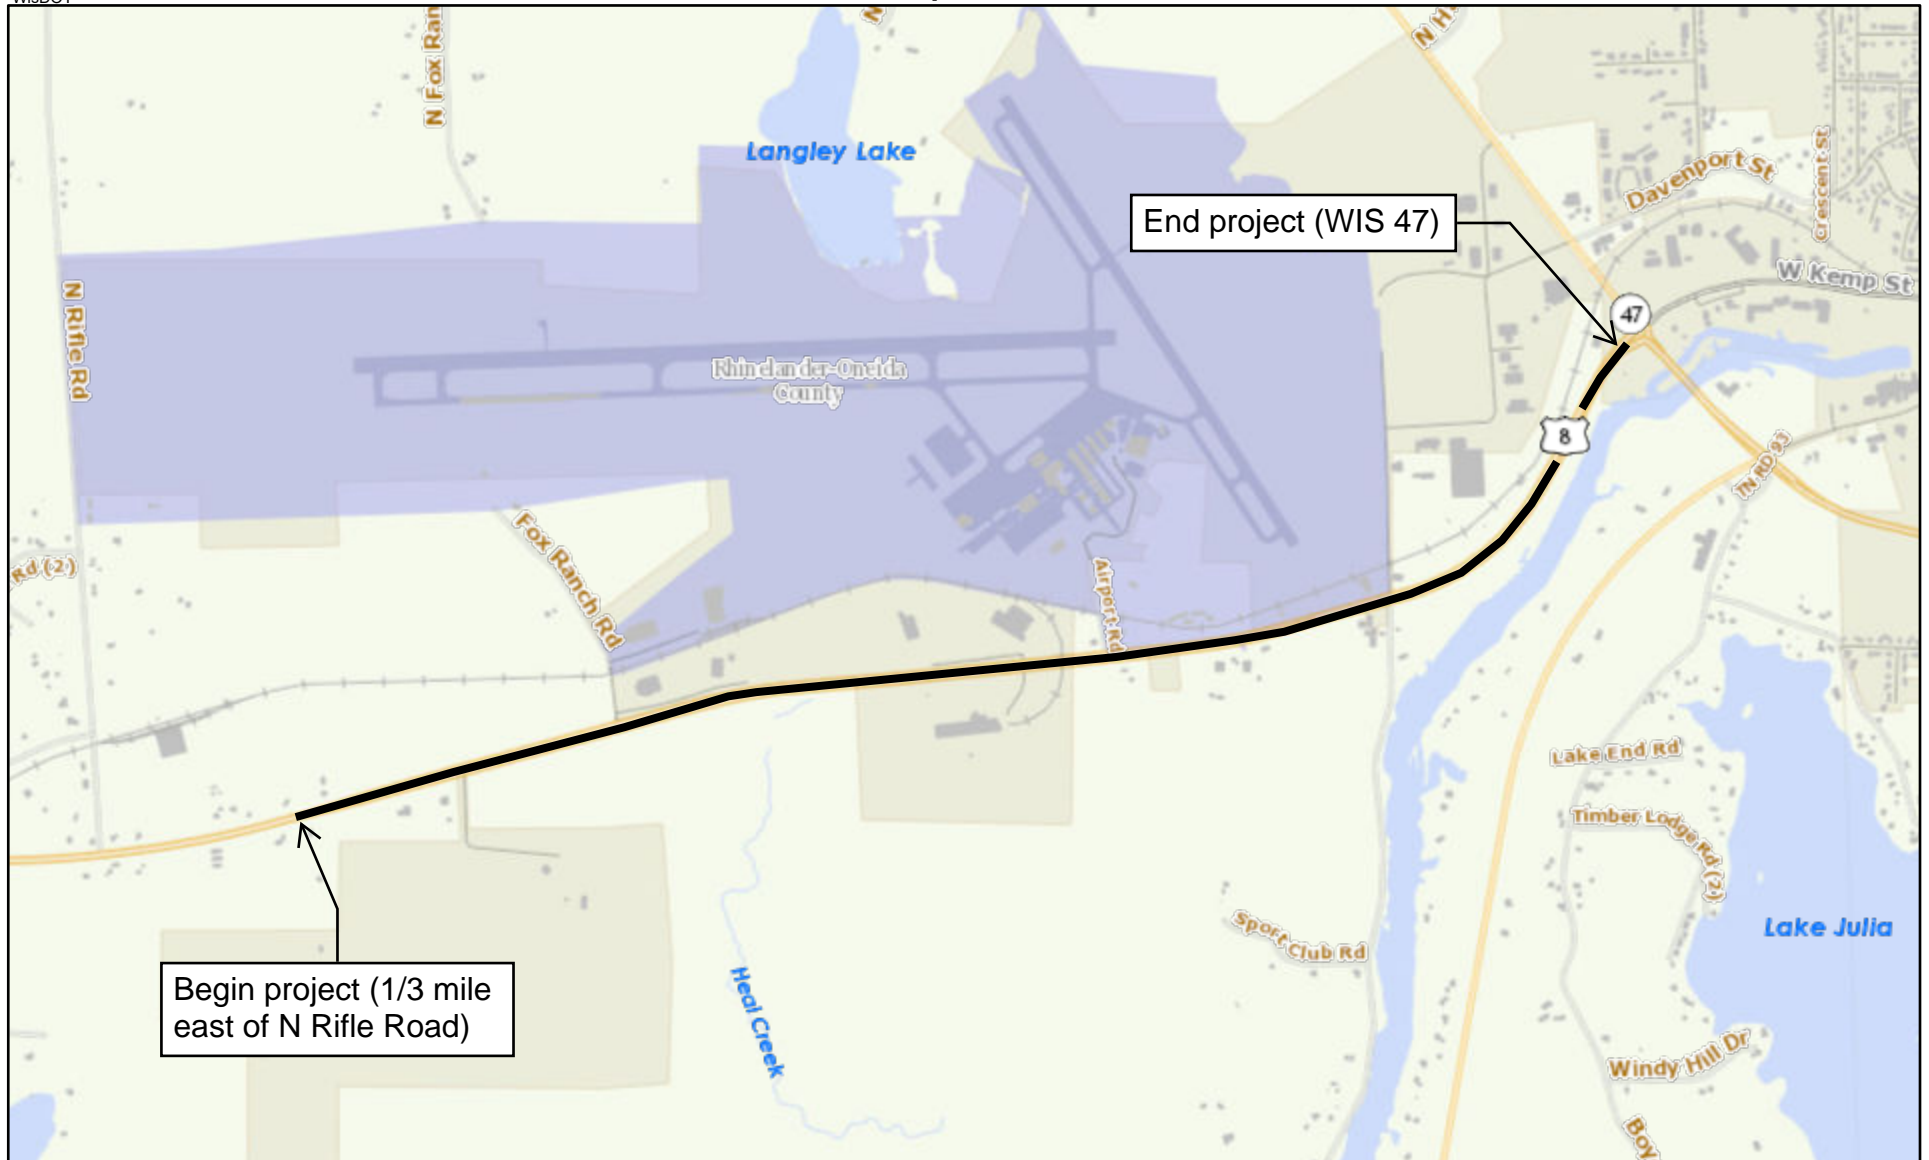 WisDOT
N Fox Ran
N
N Ha
Langley Lake
Davenport St
Crescent St
End project (WIS 47)
W Kemp St
N Rifle Rd
47
Rhinelander-Oneida
County
8
TN RD 93
Fox Ranch Rd
Rd (2)
Airport Rd
Lake End Rd
Timber Lodge Rd (2)
Sport Club Rd
Lake Julia
Begin project (1/3 mile
east of N Rifle Road)
Heal Creek
Windy Hill Dr
Boy